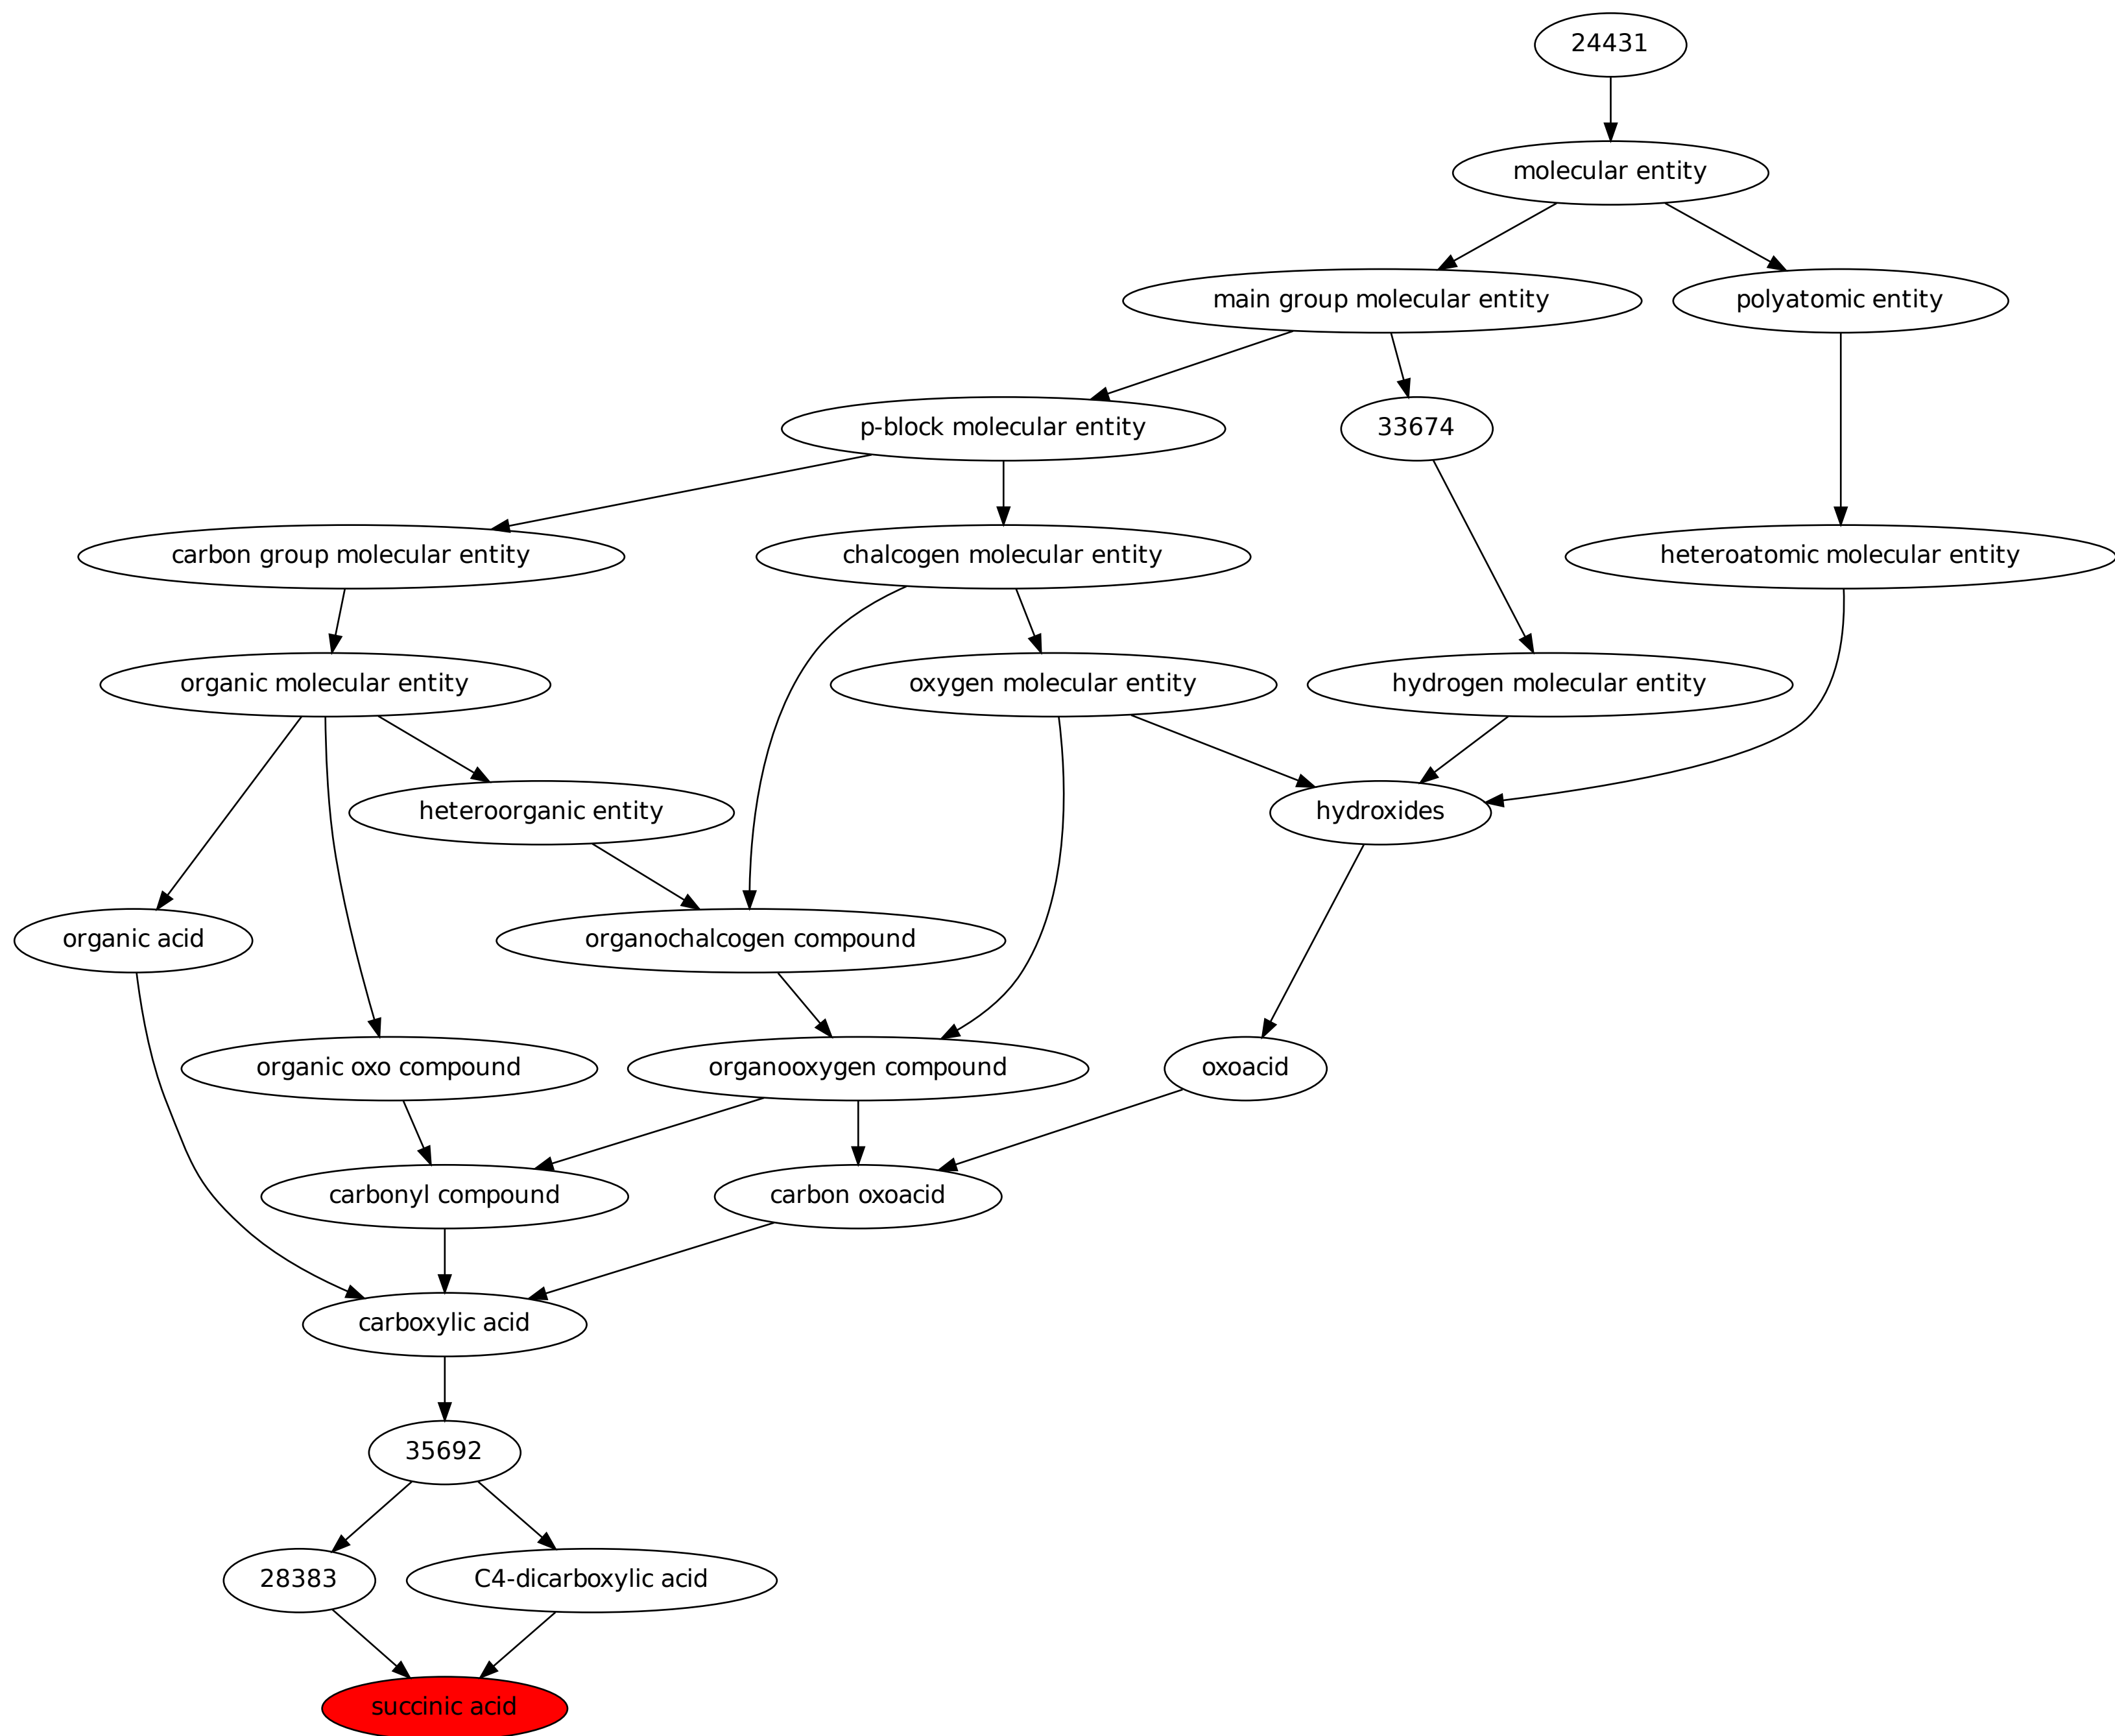 24431
molecular entity
main group molecular entity
polyatomic entity
p-block molecular entity
33674
carbon group molecular entity
chalcogen molecular entity
heteroatomic molecular entity
organic molecular entity
oxygen molecular entity
hydrogen molecular entity
heteroorganic entity
hydroxides
organic acid
organochalcogen compound
organic oxo compound
organooxygen compound
oxoacid
carbonyl compound
carbon oxoacid
carboxylic acid
35692
28383
C4-dicarboxylic acid
succinic acid